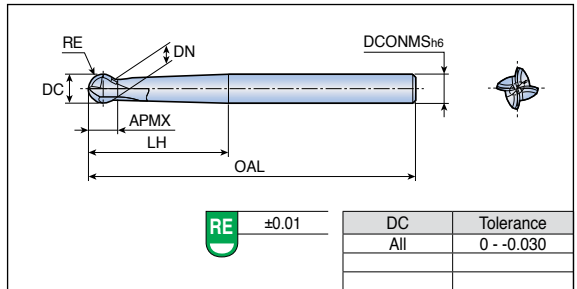 RE
DN
DCONMSh6
DC
APMX
LH
OAL
RE ±0.01
DC Tolerance
All 0 - -0.030